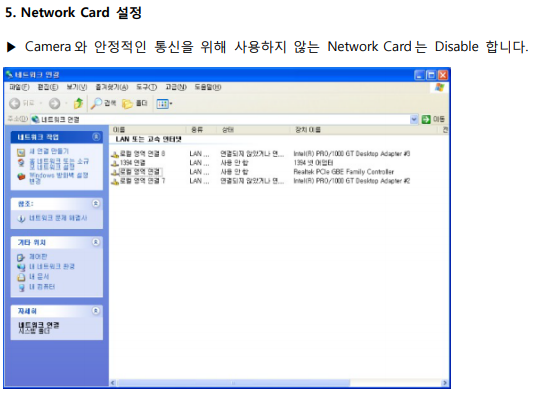 5. Network Card 설정
▶ Camera와 안정적인 통신을 위해 사용하지 않는 Network Card는 Disable 합니다.
네트워크 연결
파일(F) 편집(E) 보기(V) 즐겨찾기(A) 도구(T) 고급(N) 도움말(H)
뒤로 검색 폴더
주소(D) 네트워크 연결 이동
네트워크 작업
새 연결 만들기
홈 네트워크 또는 소규모 네트워크 설정
Windows 방화벽 설정 변경
참조:
네트워크 문제 해결사
기타 위치
제어판
내 네트워크 환경
내 문서
내 컴퓨터
자세히
네트워크 연결
시스템 폴더
이름 종류 상태 장치 이름 전
LAN 또는 고속 인터넷
로컬 영역 연결 8 LAN ... 연결되지 않았거나 연... Intel(R) PRO/1000 GT Desktop Adapter #3
1394 연결 LAN ... 사용 안 함 1394 넷 어댑터
로컬 영역 연결 LAN ... 사용 안 함 Realtek PCIe GBE Family Controller
로컬 영역 연결 7 LAN ... 연결되지 않았거나 연... Intel(R) PRO/1000 GT Desktop Adapter #2